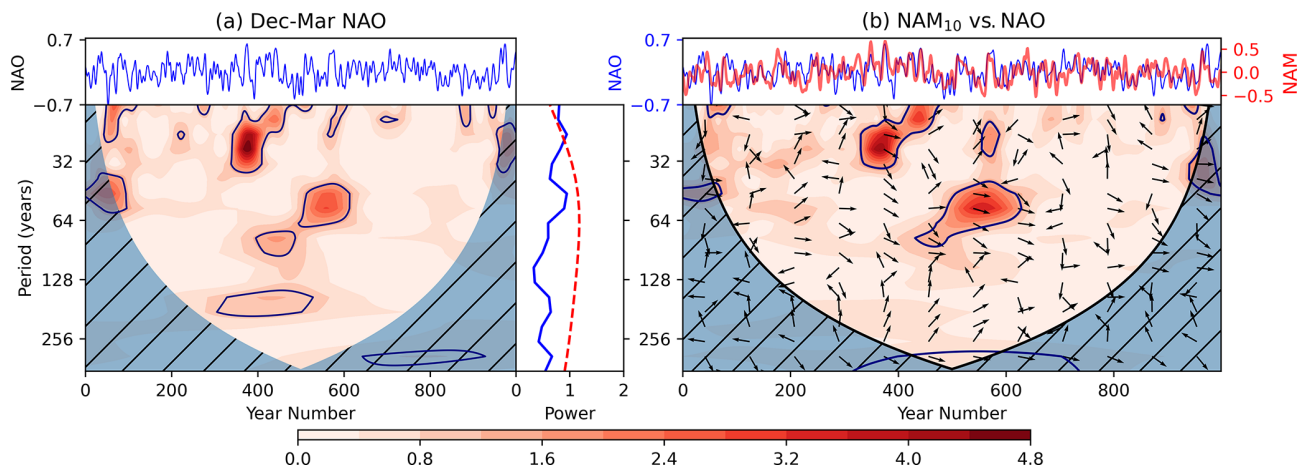 (a) Dec-Mar NAO
(b) NAM₁₀ vs. NAO
0.7
−0.7
NAO
0.7
−0.7
NAO
0.5
0.0
−0.5
NAM
32
64
128
256
Period (years)
32
64
128
256
0 200 400 600 800
Year Number
0 1 2
Power
0 200 400 600 800
Year Number
0.0 0.8 1.6 2.4 3.2 4.0 4.8